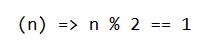 (n) => n % 2 == 1